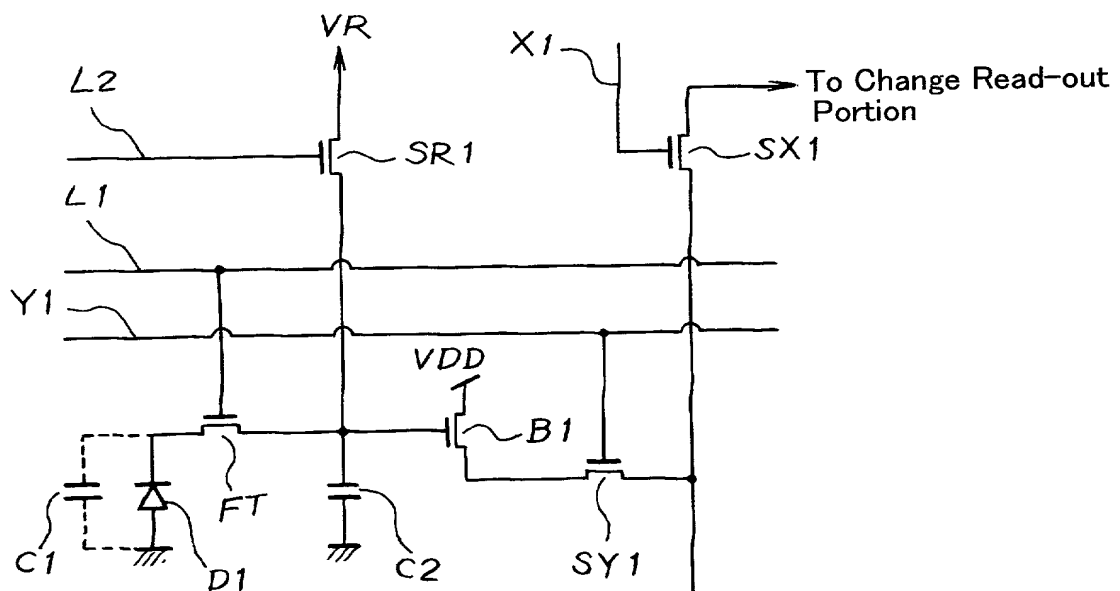 VR
X1
To Change Read-out
Portion
L2
SR1
SX1
L1
Y1
VDD
B1
FT
C1
D1
C2
SY1